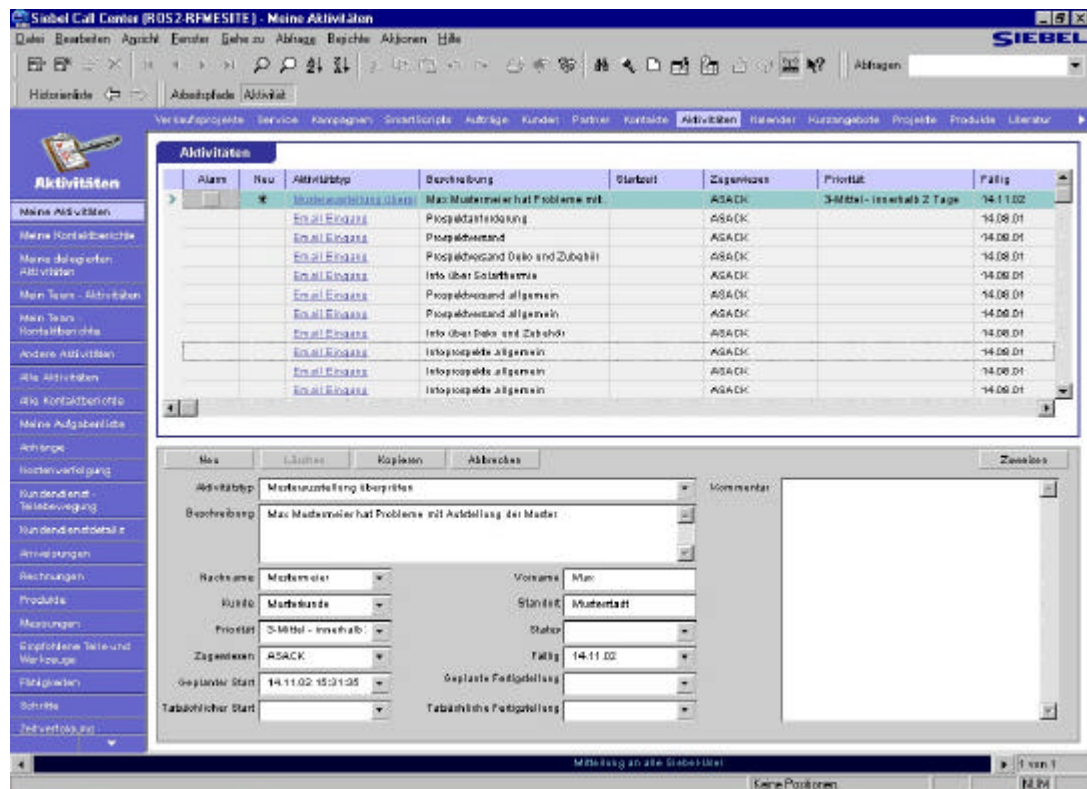 Siebel Call Center (ROS2-RFMESITE) - Meine Aktivitäten
Datei Bearbeiten Ansicht Fenster Gehe zu Abfrage Berichte Aktionen Hilfe
SIEBEL
Abfragen
Historienliste Arbeitspfade Aktivität
Verkaufsprojekte Service Kampagnen SmartScripts Aufträge Kunden Partner Kontakte Aktivitäten Kalender Kurzangebote Projekte Produkte Literatur
Aktivitäten
Aktivitäten
Meine Aktivitäten
Meine Kontaktberichte
Meine delegierten
Aktivitäten
Mein Team - Aktivitäten
Mein Team
Kontaktberichte
Andere Aktivitäten
Alle Aktivitäten
Alle Kontaktberichte
Meine Aufgabenliste
Anhänge
Kostenverfolgung
Kundendienst -
Teilebewegung
Kundendienstdetails
Anweisungen
Rechnungen
Produkte
Messungen
Empfohlene Teile und
Werkzeuge
Fähigkeiten
Schritte
Zeitverfolgung
Alarm Neu Aktivitätstyp Beschreibung Startzeit Zugewiesen Priorität Fällig
* Musterausstellung überp Max Mustermeier hat Probleme mit ASACK 3-Mittel - innerhalb 2 Tage 14.11.02
Email Eingang Prospektanforderung ASACK 14.08.01
Email Eingang Prospektversand ASACK 14.08.01
Email Eingang Prospektversand Deko und Zubehör ASACK 14.08.01
Email Eingang Info über Solarthermie ASACK 14.08.01
Email Eingang Prospektversand allgemein ASACK 14.08.01
Email Eingang Prospektversand allgemein ASACK 14.08.01
Email Eingang Info über Deko und Zubehör ASACK 14.08.01
Email Eingang Infoprospekte allgemein ASACK 14.08.01
Email Eingang Infoprospekte allgemein ASACK 14.08.01
Email Eingang Infoprospekte allgemein ASACK 14.08.01
Neu Löschen Kopieren Abbrechen Zuweisen
Aktivitätstyp Musterausstellung überprüfen Kommentar
Beschreibung Max Mustermeier hat Probleme mit Aufstellung der Muster
Nachname Mustermeier Vorname Max
Kunde Musterkunde Standort Musterstadt
Priorität 3-Mittel - innerhalb Status
Zugewiesen ASACK Fällig 14.11.02
Geplanter Start 14.11.02 15:31:35 Geplante Fertigstellung
Tatsächlicher Start Tatsächliche Fertigstellung
Mitteilung an alle Siebel-User
1 von 1
Keine Positionen NUM